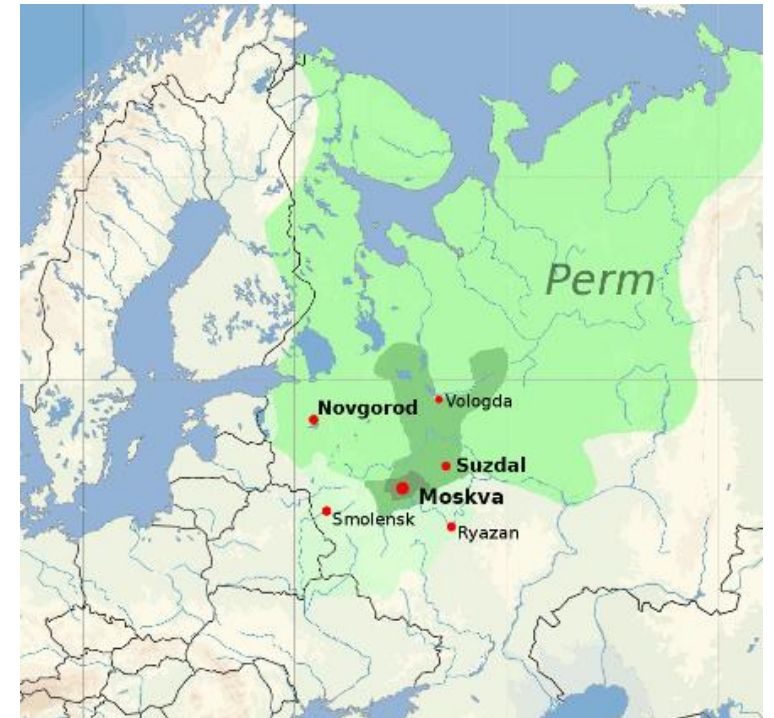 Perm
Vologda
Novgorod
Suzdal
Moskva
Smolensk
Ryazan